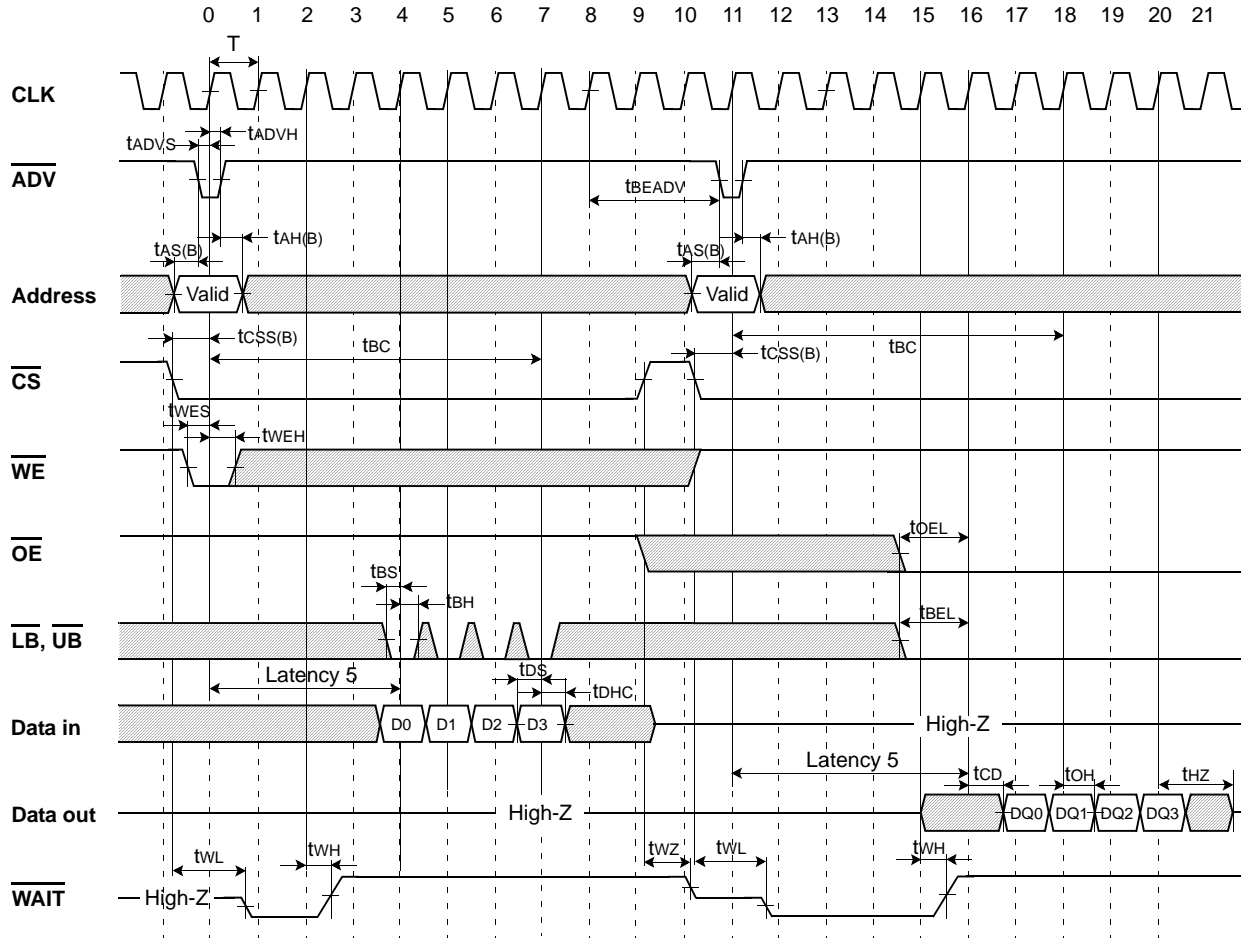 0 1 2 3 4 5 6 7 8 9 10 11 12 13 14 15 16 17 18 19 20 21
T
CLK
tADVS tADVH
ADV
tBEADV
tAS(B) tAH(B) tAS(B) tAH(B)
Address Valid Valid
tCSS(B) tBC tCSS(B) tBC
CS
tWES tWEH
WE
OE tOEL
tBS tBH tBEL
LB, UB
Latency 5 tDS tDHC
Data in D0 D1 D2 D3 High-Z
Latency 5 tCD tOH tHZ
Data out High-Z DQ0 DQ1 DQ2 DQ3
tWL tWH tWZ tWL tWH
WAIT High-Z